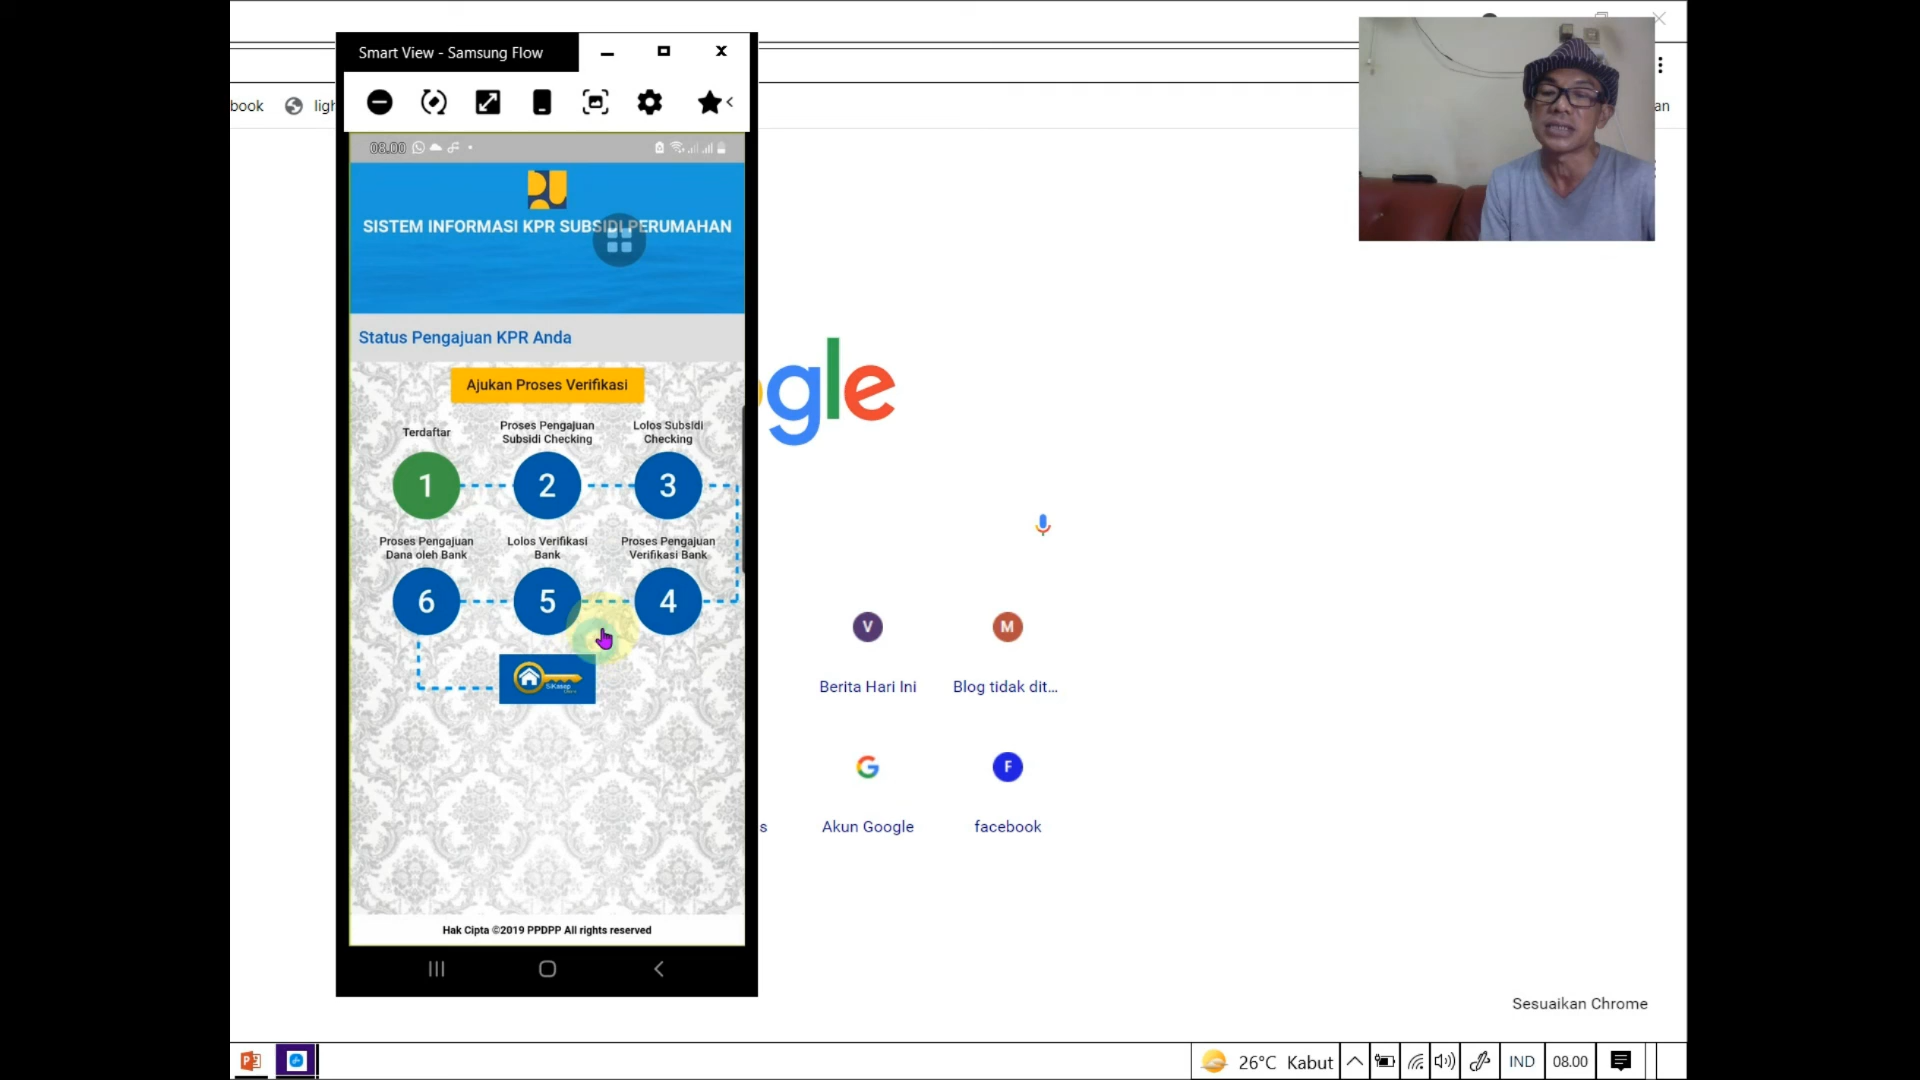 Smart View - Samsung Flow
book
ligh
an
08.00
SISTEM INFORMASI KPR SUBSIDI PERUMAHAN
Status Pengajuan KPR Anda
Ajukan Proses Verifikasi
Terdaftar
Proses Pengajuan
Subsidi Checking
Lolos Subsidi
Checking
1
2
3
Proses Pengajuan
Dana oleh Bank
Lolos Verifikasi
Bank
Proses Pengajuan
Verifikasi Bank
6
5
4
SiKasep
Hak Cipta ©2019 PPDPP All rights reserved
gle
V
M
Berita Hari Ini
Blog tidak dit...
F
s
Akun Google
facebook
Sesuaikan Chrome
26°C Kabut
IND
08.00